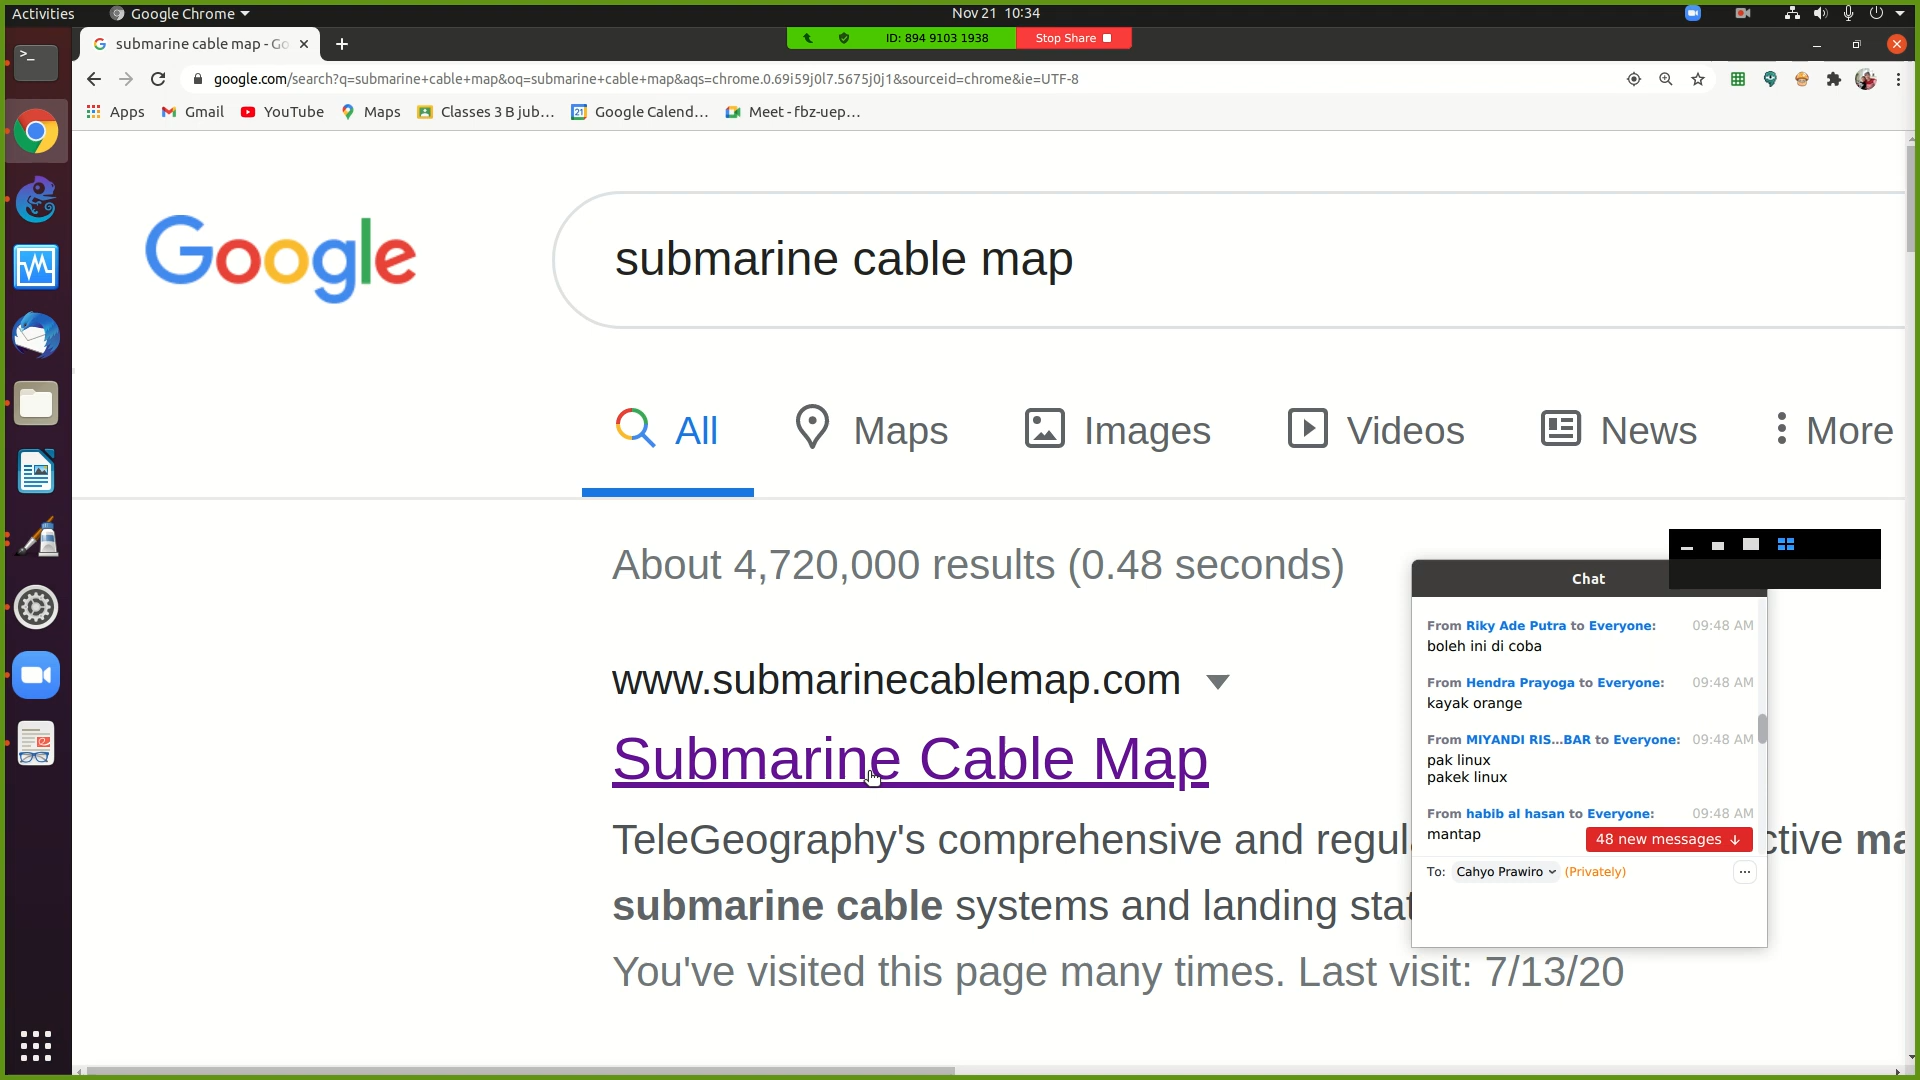 Activities
Google Chrome
Nov 21 10:34
submarine cable map - Go
ID: 894 9103 1938
Stop Share
google.com/search?q=submarine+cable+map&oq=submarine+cable+map&aqs=chrome.0.69i59j0l7.5675j0j1&sourceid=chrome&ie=UTF-8
Apps
Gmail
YouTube
Maps
Classes 3 B jub...
Google Calend...
Meet - fbz-uep...
Google
submarine cable map
All
Maps
Images
Videos
News
More
About 4,720,000 results (0.48 seconds)
www.submarinecablemap.com
Submarine Cable Map
TeleGeography's comprehensive and regul
ctive ma
submarine cable systems and landing stat
You've visited this page many times. Last visit: 7/13/20
Chat
From Riky Ade Putra to Everyone: 09:48 AM
boleh ini di coba
From Hendra Prayoga to Everyone: 09:48 AM
kayak orange
From MIYANDI RIS...BAR to Everyone: 09:48 AM
pak linux
pakek linux
From habib al hasan to Everyone: 09:48 AM
mantap
48 new messages
To: Cahyo Prawiro (Privately)